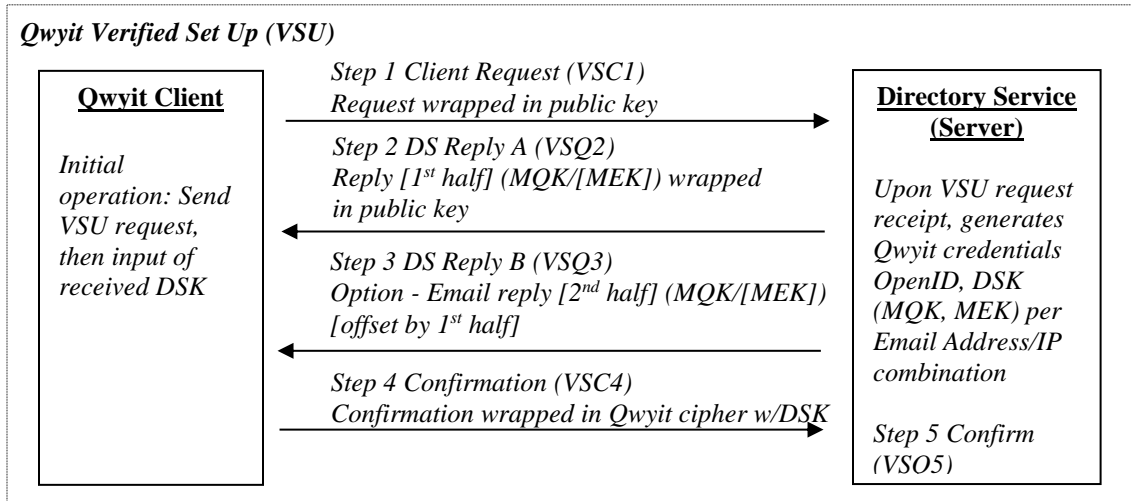 Qwyit Verified Set Up (VSU)
Qwyit Client
Initial
operation: Send
VSU request,
then input of
received DSK
Step 1 Client Request (VSC1)
Request wrapped in public key
Step 2 DS Reply A (VSQ2)
Reply [1st half] (MQK/[MEK]) wrapped
in public key
Step 3 DS Reply B (VSQ3)
Option - Email reply [2nd half] (MQK/[MEK])
[offset by 1st half]
Step 4 Confirmation (VSC4)
Confirmation wrapped in Qwyit cipher w/DSK
Directory Service
(Server)
Upon VSU request
receipt, generates
Qwyit credentials
OpenID, DSK
(MQK, MEK) per
Email Address/IP
combination
Step 5 Confirm
(VSQ5)